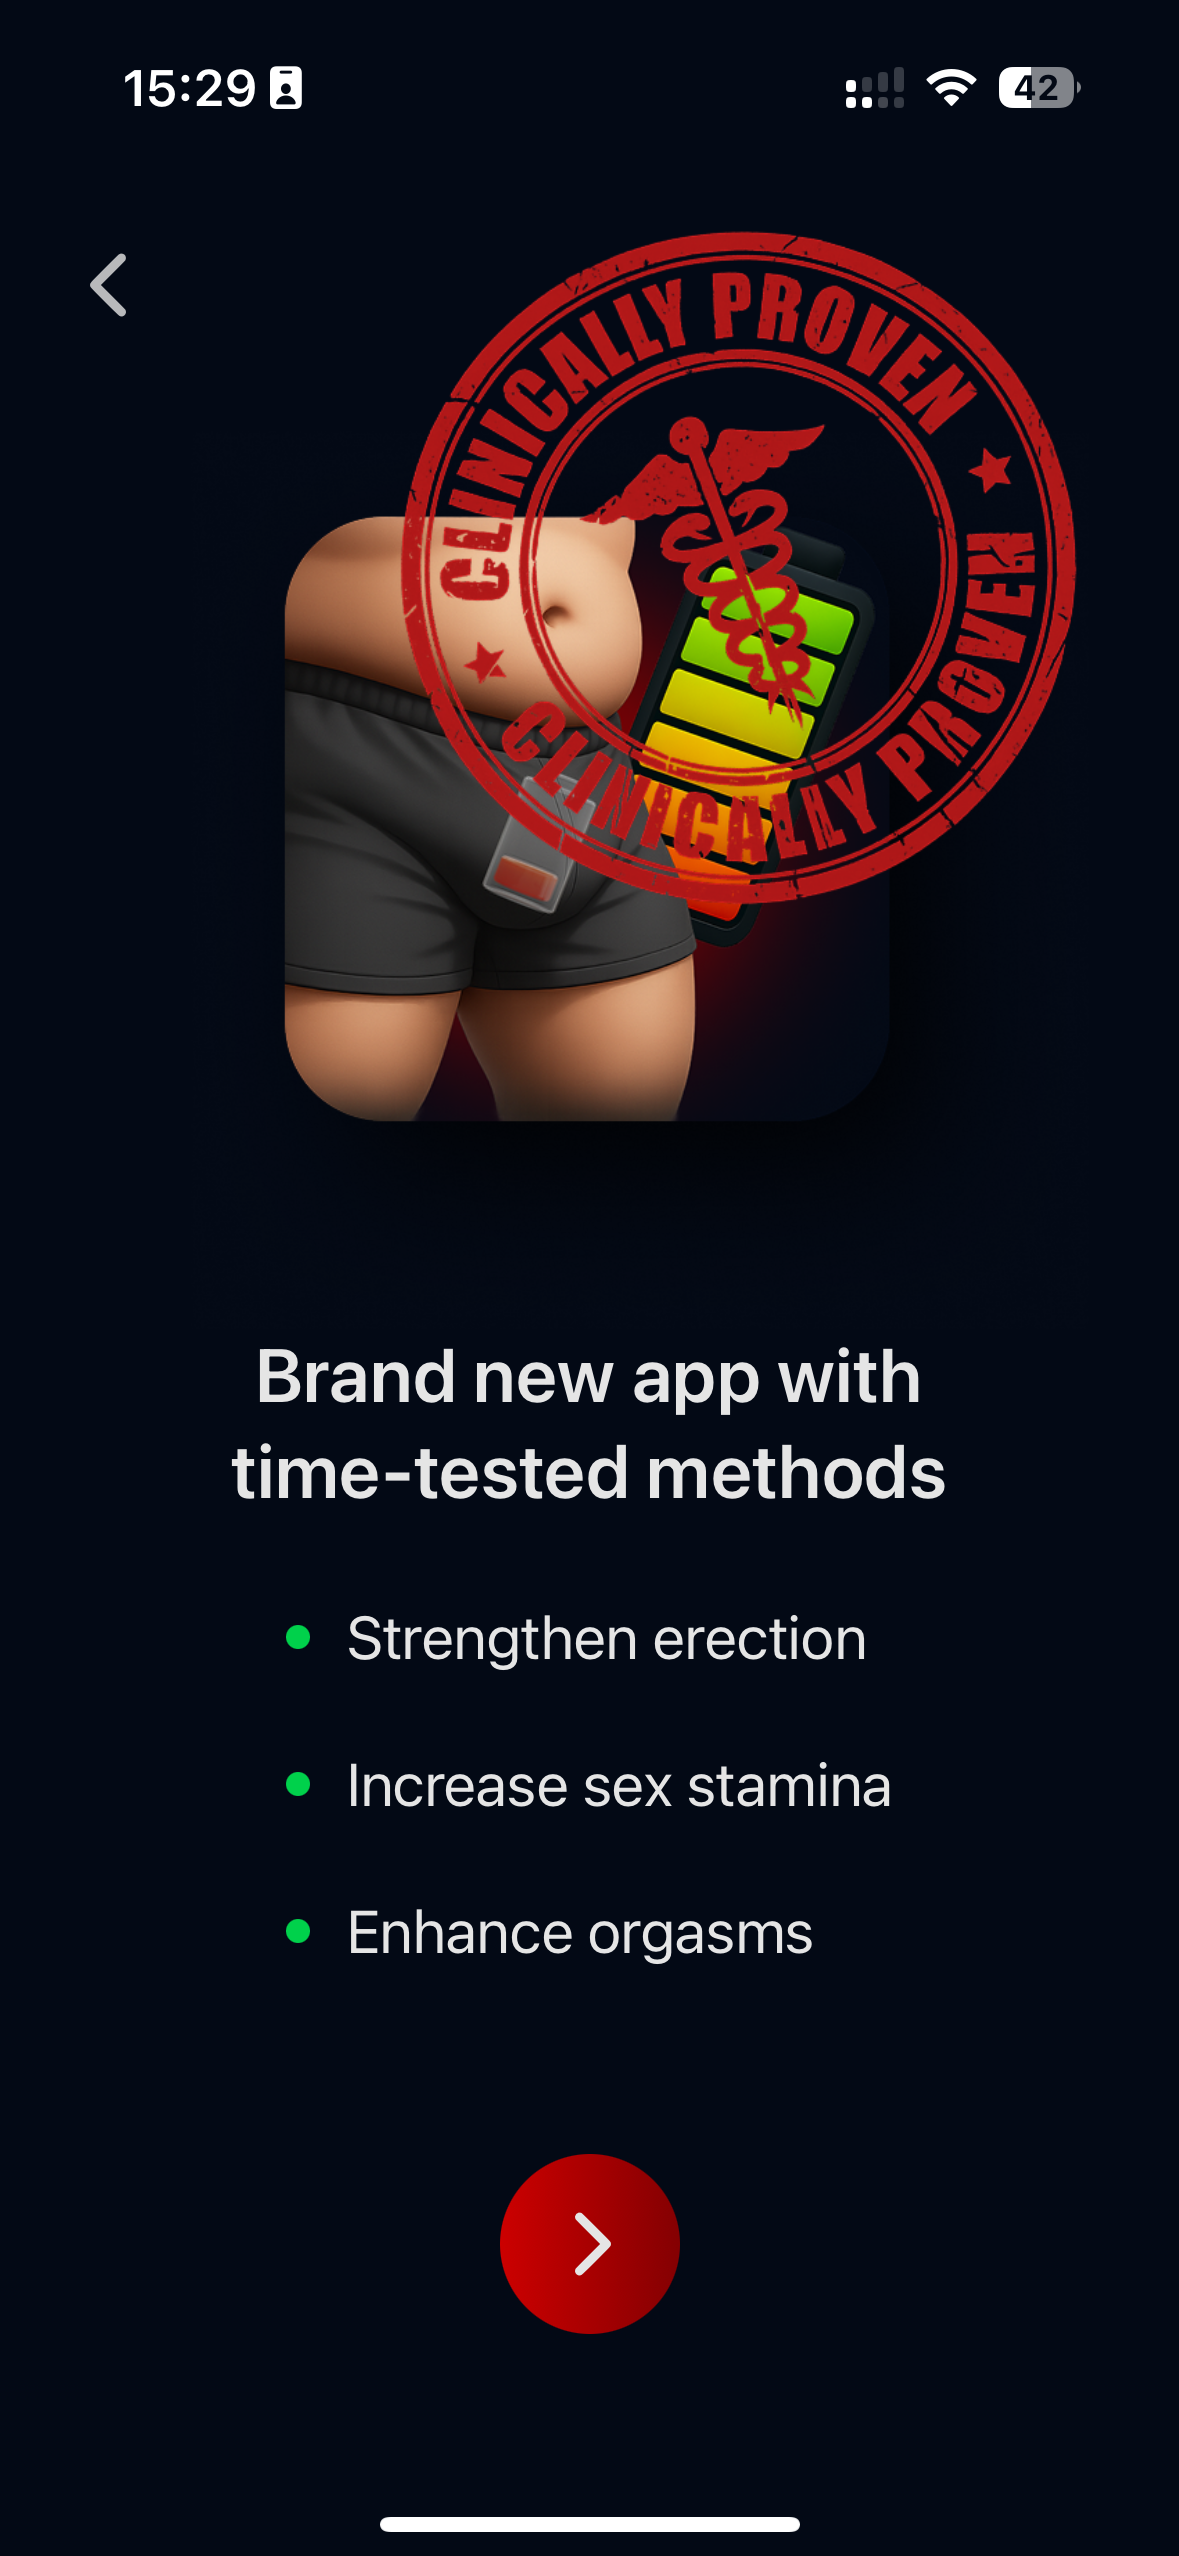 15:29
42
CLINICALLY PROVEN
CLINICALLY PROVEN
Brand new app with
time-tested methods
Strengthen erection
Increase sex stamina
Enhance orgasms